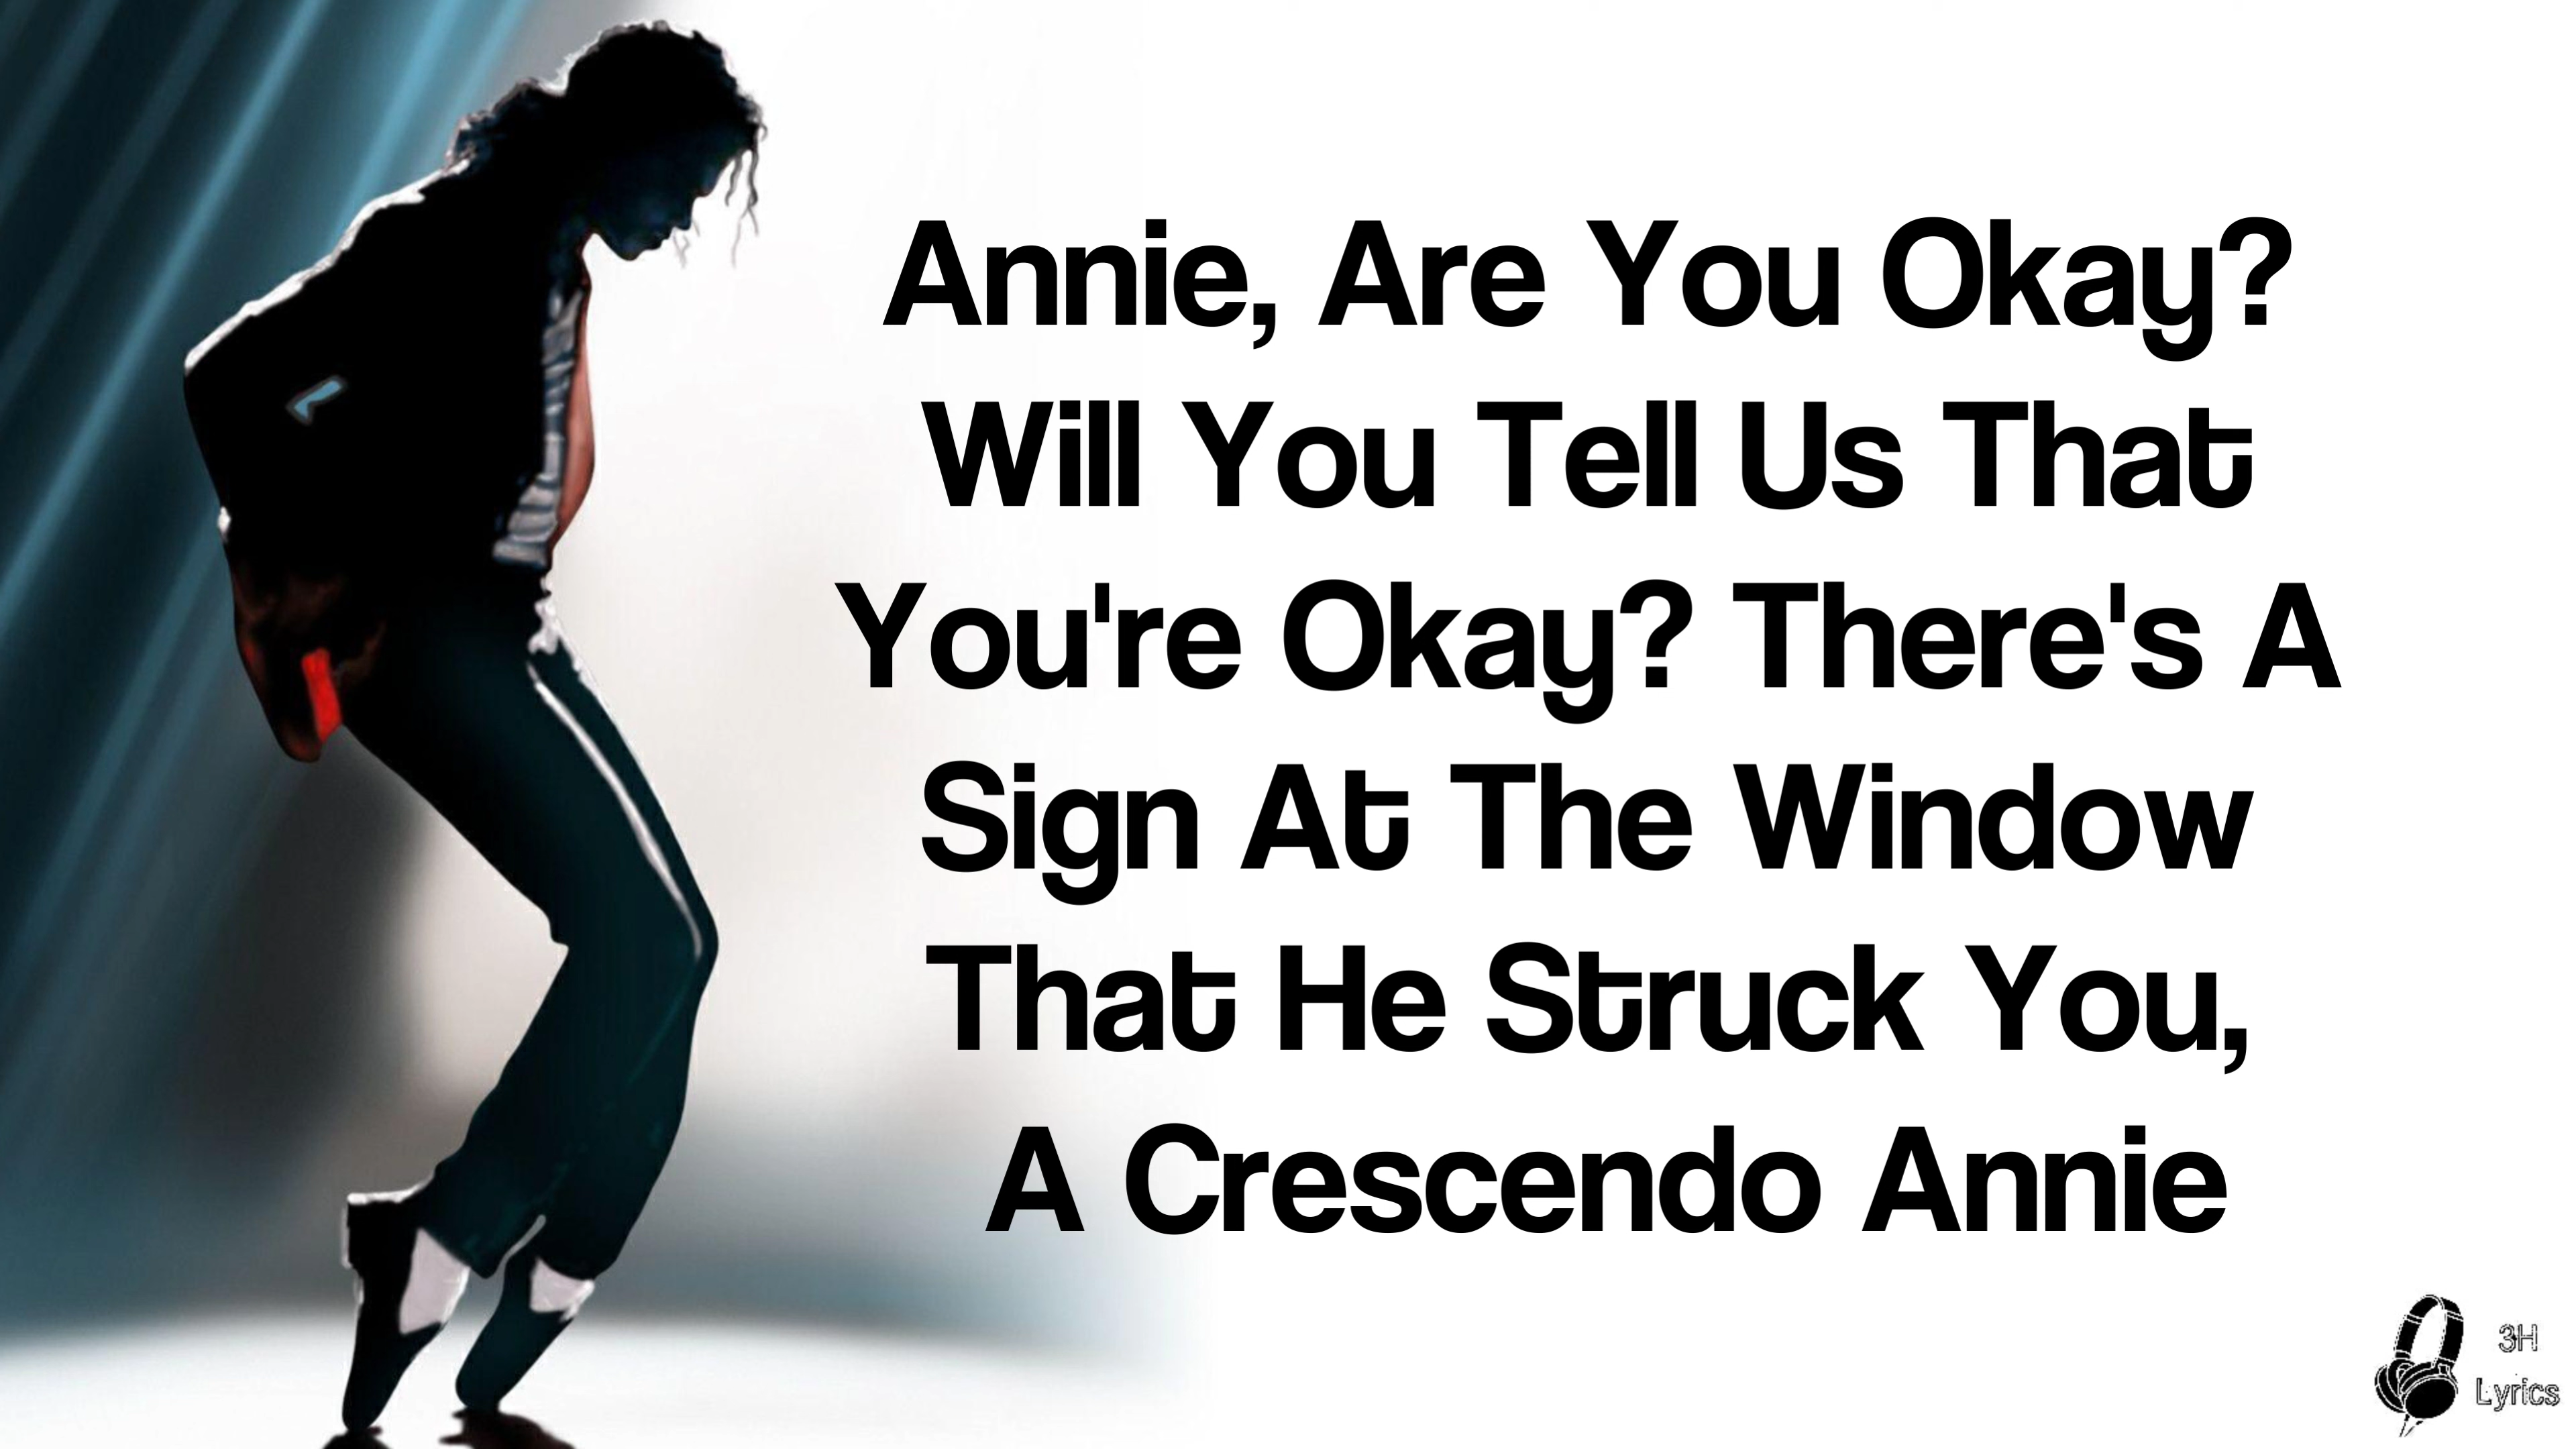 Annie, Are You Okay?
Will You Tell Us That
You're Okay? There's A
Sign At The Window
That He Struck You,
A Crescendo Annie
3H
Lyrics